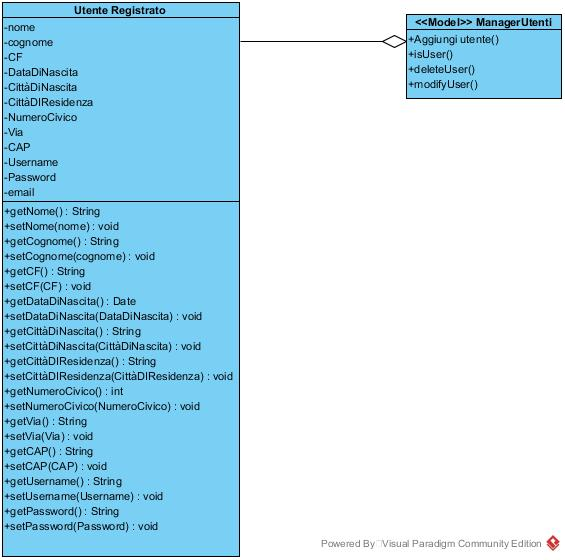 Utente Registrato
-nome
-cognome
-CF
-DataDiNascita
-CittàDiNascita
-CittàDIResidenza
-NumeroCivico
-Via
-CAP
-Username
-Password
-email
+getNome() : String
+setNome(nome) : void
+getCognome() : String
+setCognome(cognome) : void
+getCF() : String
+setCF(CF) : void
+getDataDiNascita() : Date
+setDataDiNascita(DataDiNascita) : void
+getCittàDiNascita() : String
+setCittàDiNascita(CittàDiNascita) : void
+getCittàDIResidenza() : String
+setCittàDIResidenza(CittàDIResidenza) : void
+getNumeroCivico() : int
+setNumeroCivico(NumeroCivico) : void
+getVia() : String
+setVia(Via) : void
+getCAP() : String
+setCAP(CAP) : void
+getUsername() : String
+setUsername(Username) : void
+getPassword() : String
+setPassword(Password) : void
<<Model>> ManagerUtenti
+Aggiungi utente()
+isUser()
+deleteUser()
+modifyUser()
Powered By Visual Paradigm Community Edition